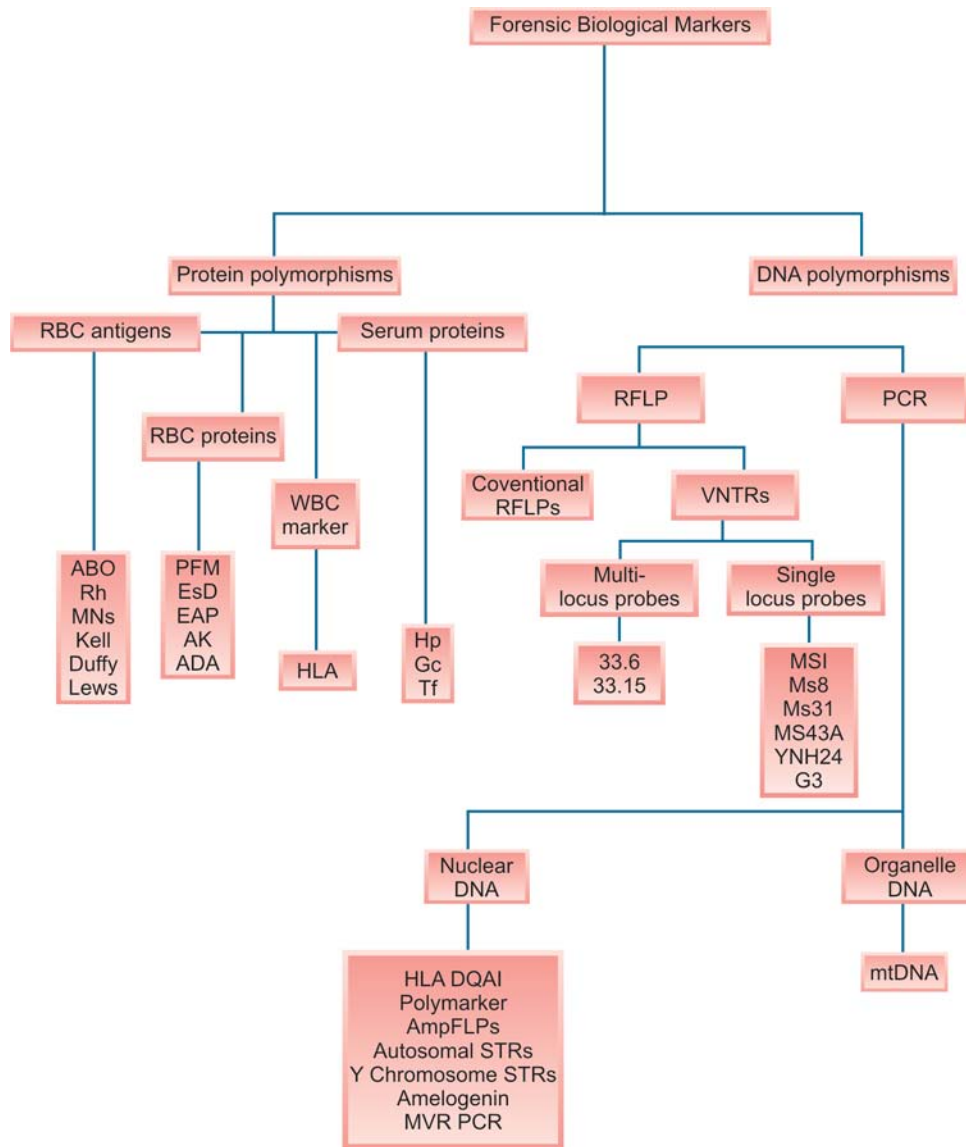 Forensic Biological Markers
Protein polymorphisms
DNA polymorphisms
RBC antigens
Serum proteins
RFLP
PCR
RBC proteins
Coventional
RFLPs
VNTRs
WBC
marker
ABO
Rh
MNs
Kell
Duffy
Lews
PFM
EsD
EAP
AK
ADA
HLA
Hp
Gc
Tf
Multi-
locus probes
Single
locus probes
33.6
33.15
MSI
Ms8
Ms31
MS43A
YNH24
G3
Nuclear
DNA
Organelle
DNA
HLA DQAI
Polymarker
AmpFLPs
Autosomal STRs
Y Chromosome STRs
Amelogenin
MVR PCR
mtDNA